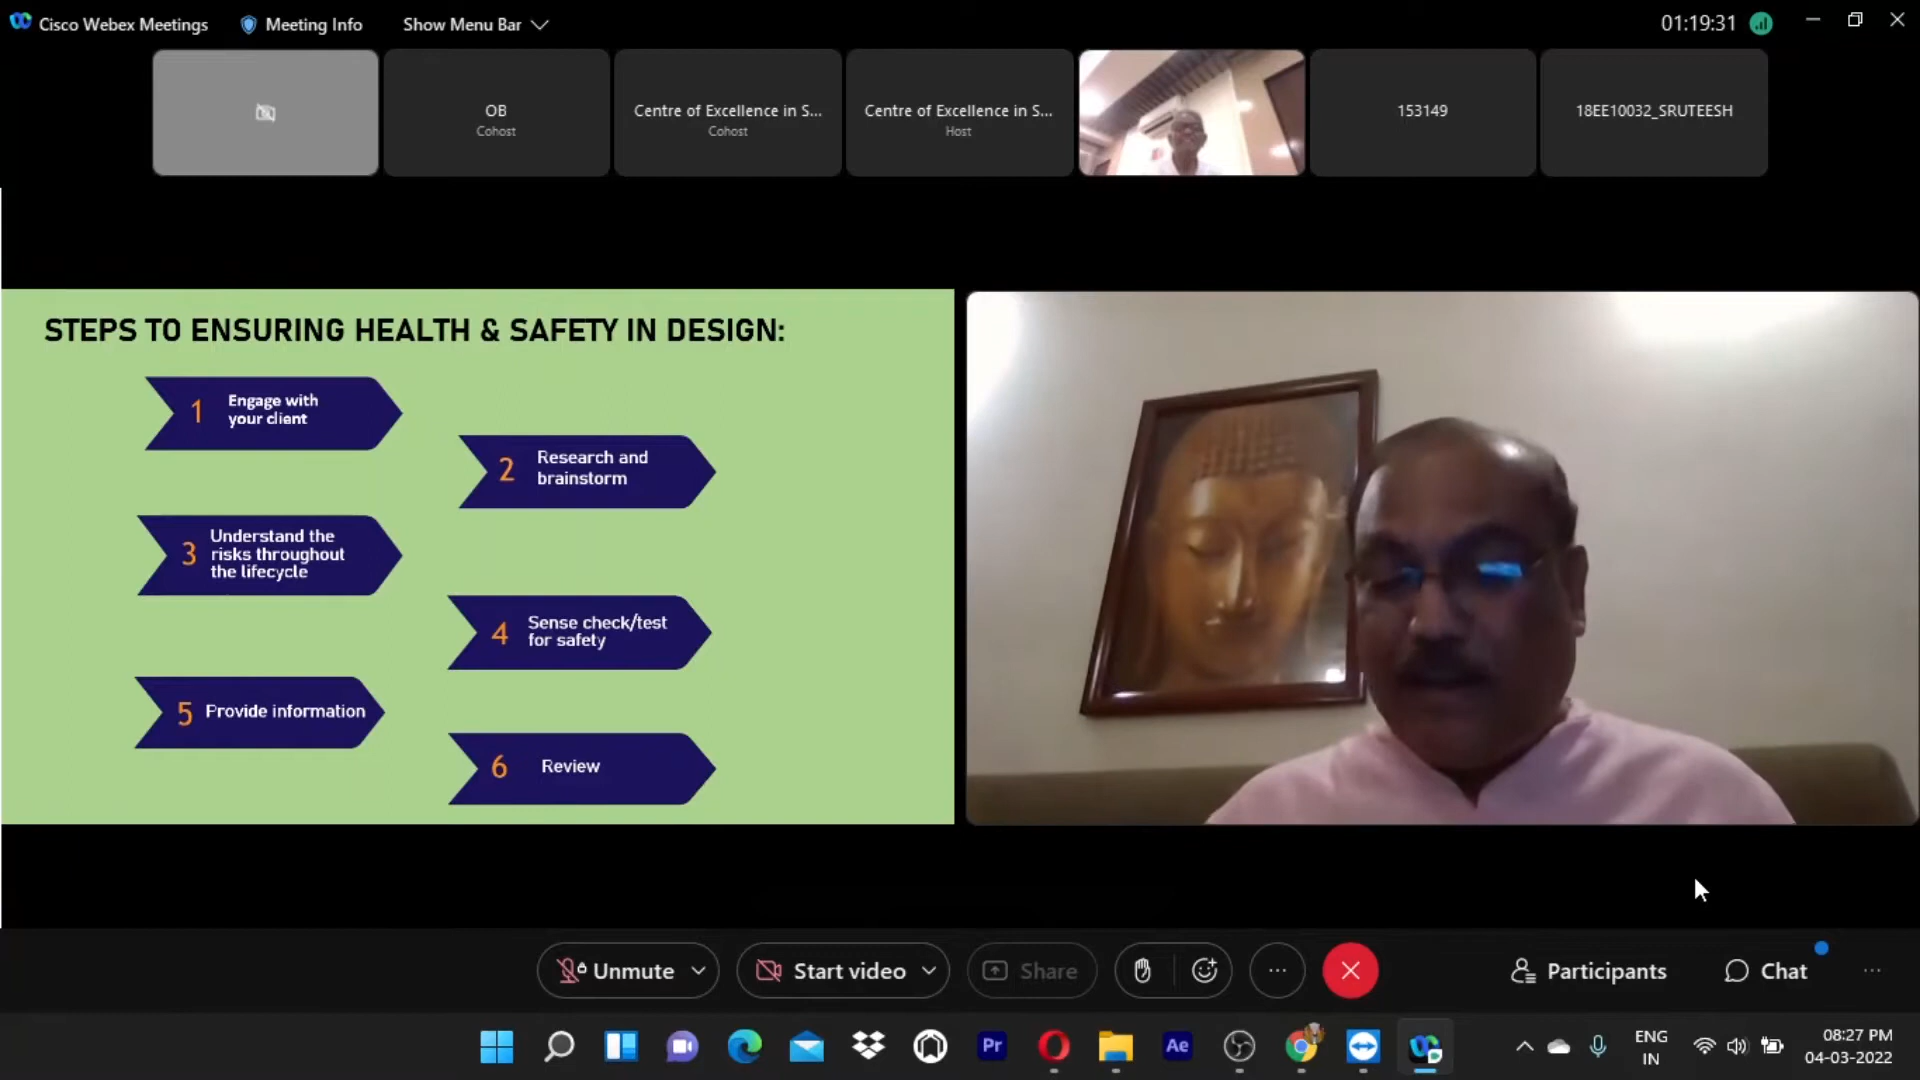 Cisco Webex Meetings
Meeting Info
Show Menu Bar
01:19:31
OB
Cohost
Centre of Excellence in S...
Cohost
Centre of Excellence in S...
Host
153149
18EE10032_SRUTEESH
STEPS TO ENSURING HEALTH & SAFETY IN DESIGN:
1
Engage with
your client
2
Research and
brainstorm
3
Understand the
risks throughout
the lifecycle
4
Sense check/test
for safety
5
Provide information
6
Review
Unmute
Start video
Share
Participants
Chat
Pr
Ae
ENG
IN
08:27 PM
04-03-2022